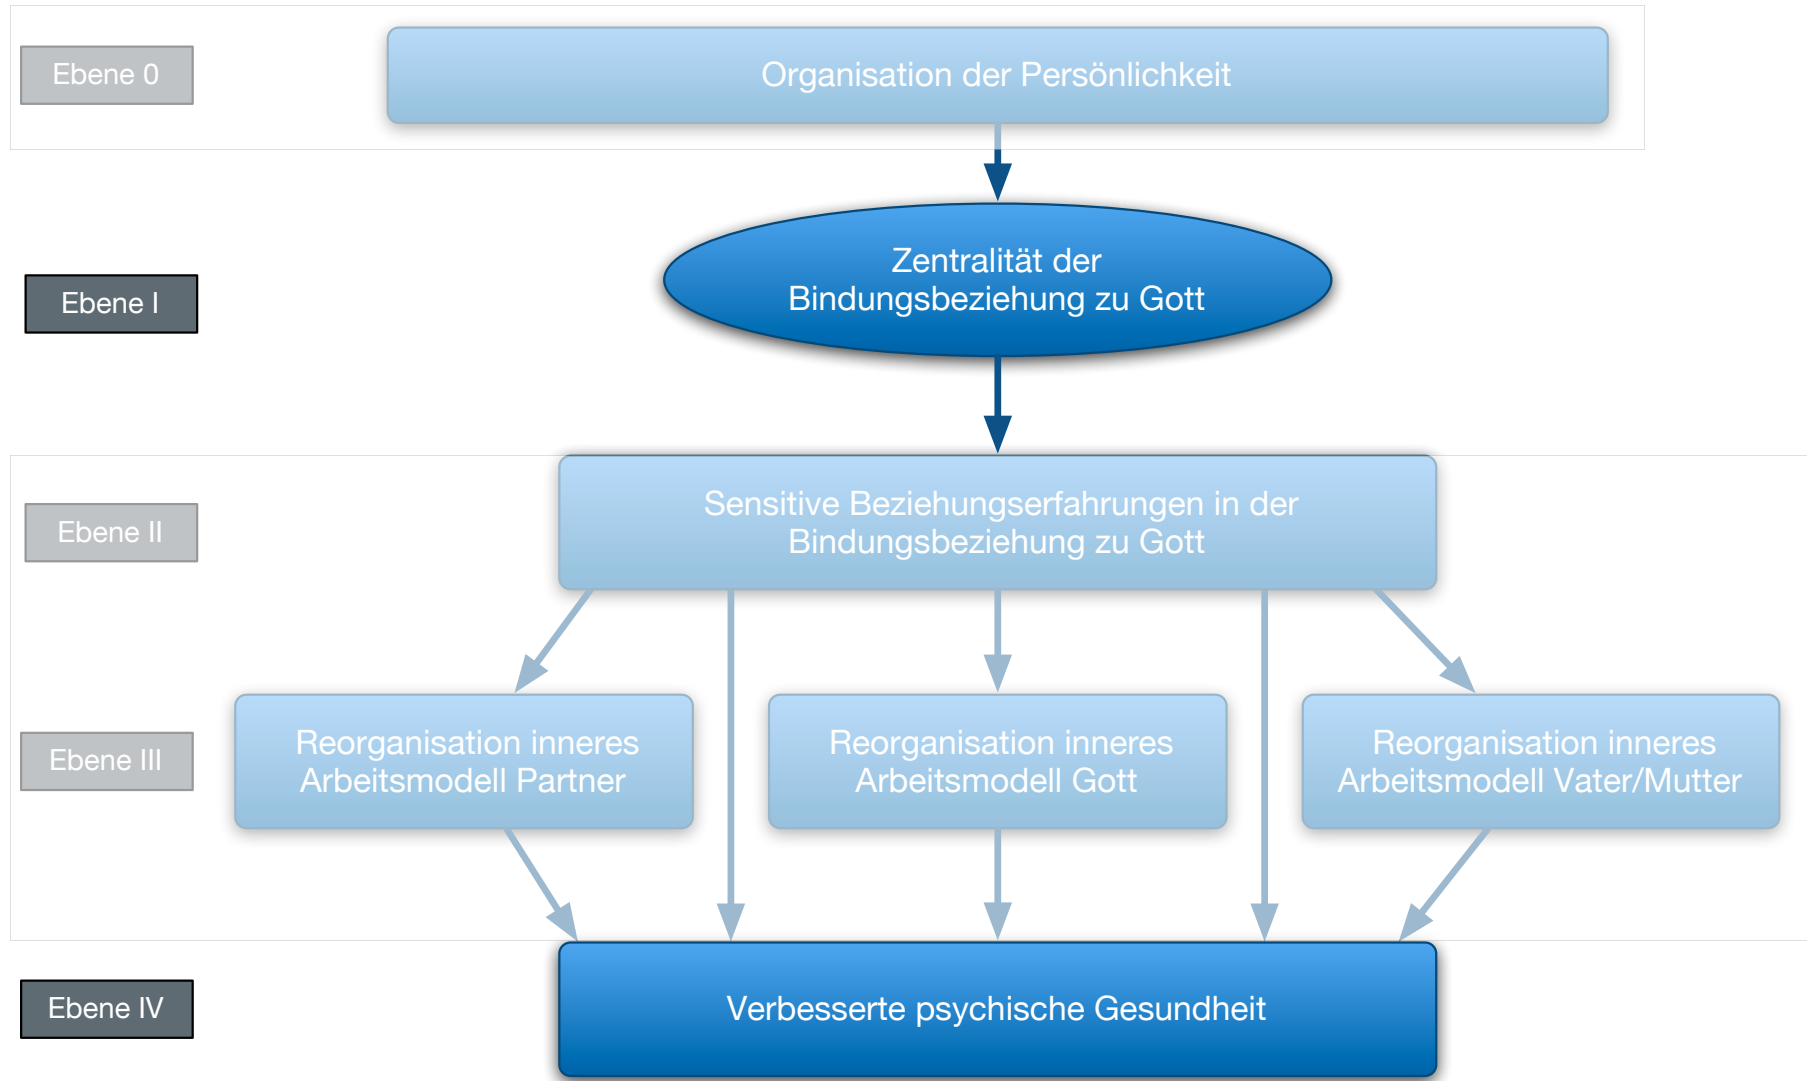 Ebene 0
Organisation der Persönlichkeit
Ebene I
Zentralität der
Bindungsbeziehung zu Gott
Ebene II
Sensitive Beziehungserfahrungen in der
Bindungsbeziehung zu Gott
Ebene III
Reorganisation inneres
Arbeitsmodell Partner
Reorganisation inneres
Arbeitsmodell Gott
Reorganisation inneres
Arbeitsmodell Vater/Mutter
Ebene IV
Verbesserte psychische Gesundheit